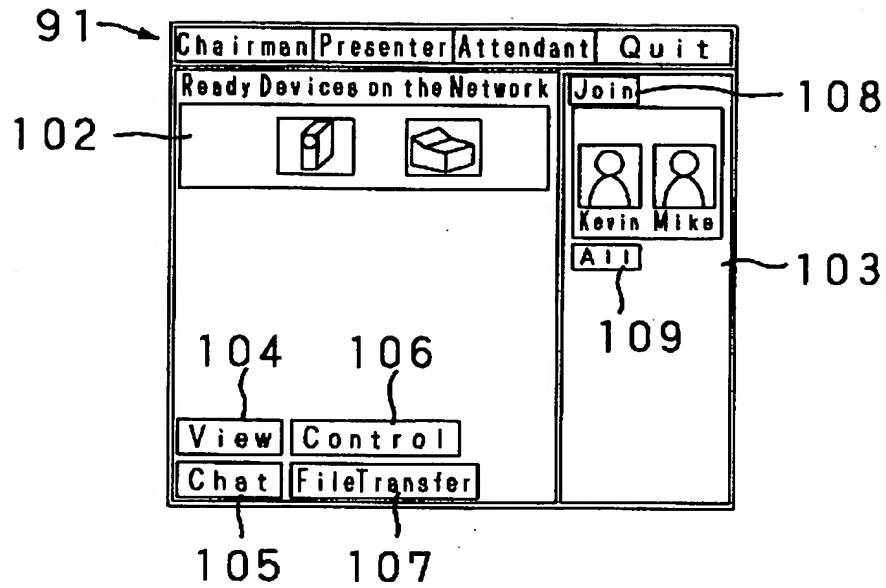 91
Chairman Presenter Attendant Quit
Ready Devices on the Network
Join
108
102
Kevin Mike
All
103
109
104 106
View Control
Chat FileTransfer
105 107